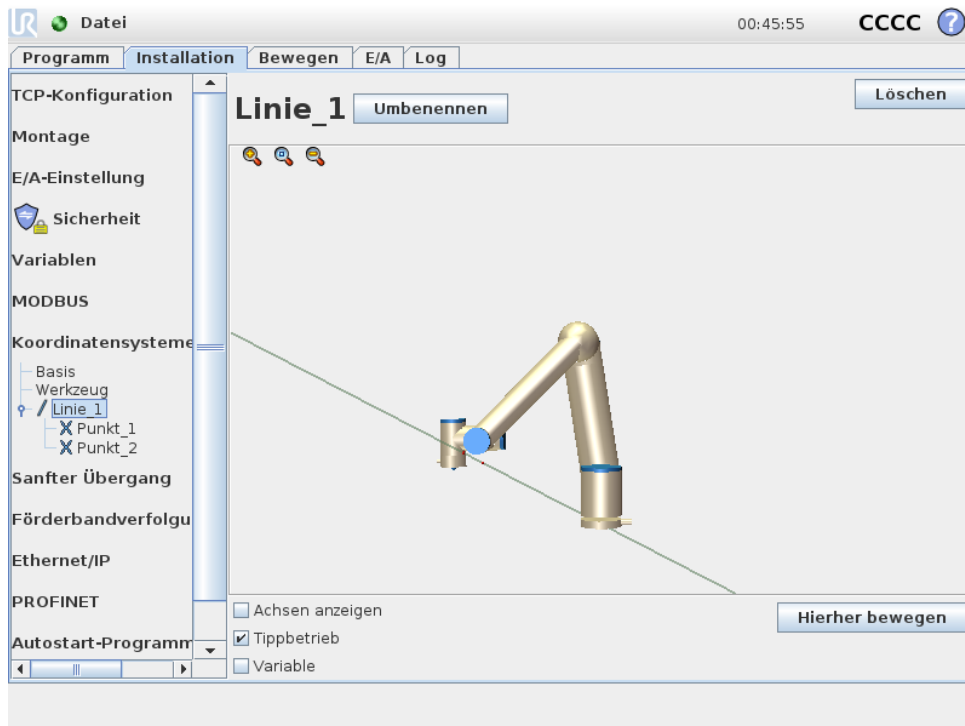 UR Datei 00:45:55 CCCC ?
Programm Installation Bewegen E/A Log
TCP-Konfiguration
Montage
E/A-Einstellung
Sicherheit
Variablen
MODBUS
Koordinatensysteme
Basis
Werkzeug
Linie_1
Punkt_1
Punkt_2
Sanfter Übergang
Förderbandverfolgu
Ethernet/IP
PROFINET
Autostart-Programm
Linie_1 Umbenennen Löschen
Achsen anzeigen
Tippbetrieb
Variable
Hierher bewegen